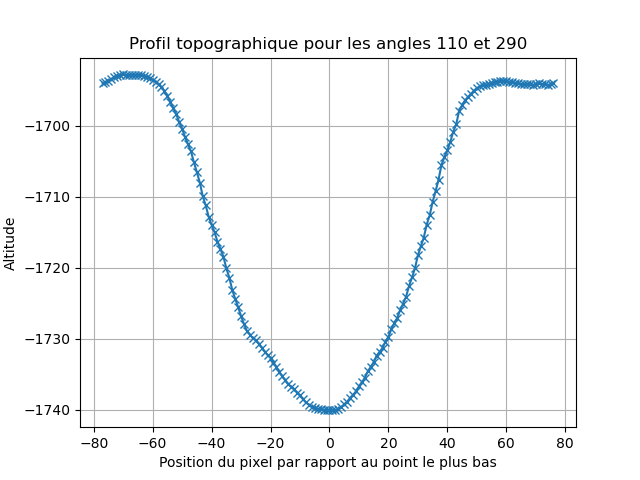 Profil topographique pour les angles 110 et 290
Altitude
−1700
−1710
−1720
−1730
−1740
−80 −60 −40 −20 0 20 40 60 80
Position du pixel par rapport au point le plus bas